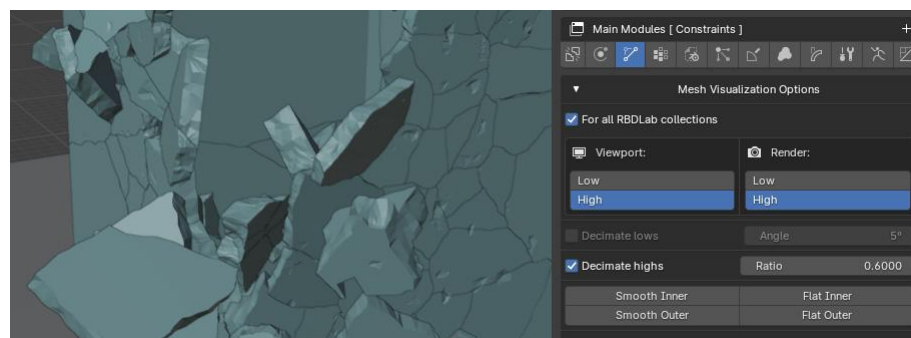 Main Modules [ Constraints ]
Mesh Visualization Options
For all RBDLab collections
Viewport:
Render:
Low
Low
High
High
Decimate lows
Angle 5°
Decimate highs
Ratio 0.6000
Smooth Inner
Flat Inner
Smooth Outer
Flat Outer